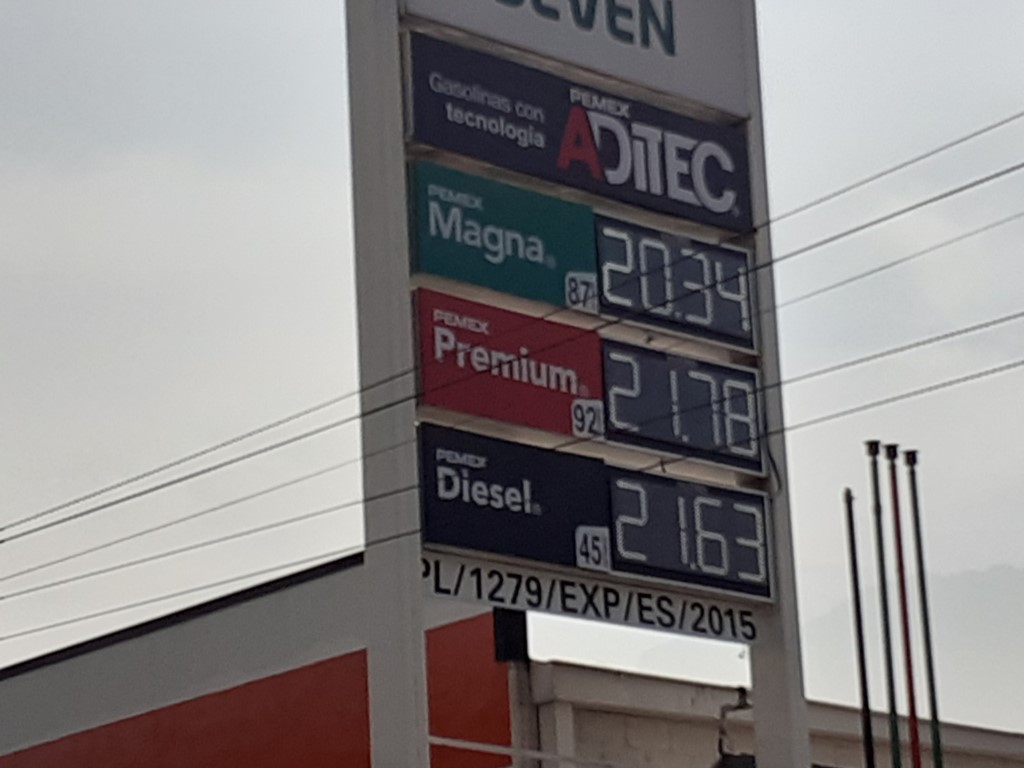 SEVEN
Gasolinas con
tecnología
PEMEX
ADiTEC
PEMEX
Magna
87
20.34
PEMEX
Premium
92
21.78
PEMEX
Diesel
45
21.63
PL/1279/EXP/ES/2015